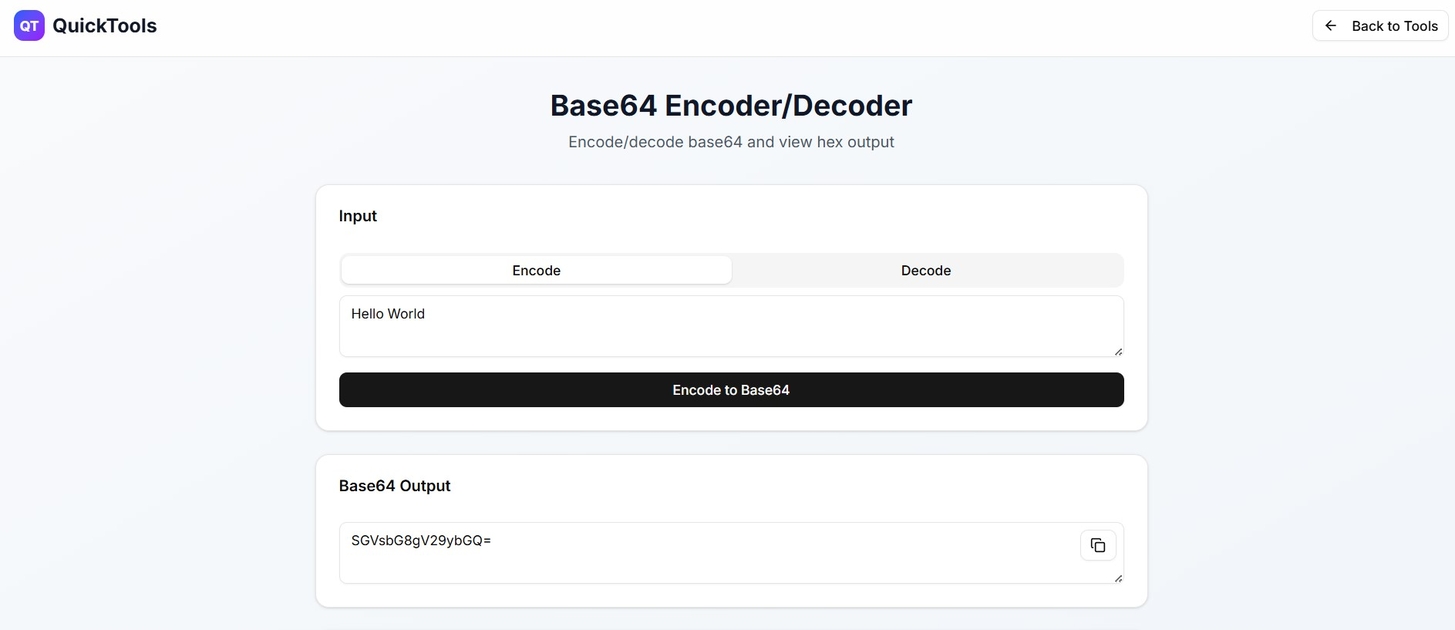 QT QuickTools
Back to Tools
Base64 Encoder/Decoder
Encode/decode base64 and view hex output
Input
Encode Decode
Hello World
Encode to Base64
Base64 Output
SGVsbG8gV29ybGQ=